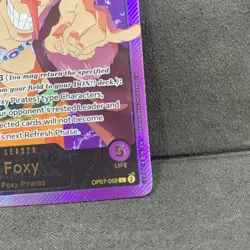 3 (You may return the specified
from your field to your DON!! deck.):
Foxy Pirates} type Characters,
your opponent's rested Leader and
lected cards will not become
next Refresh Phase.
LEADER
Foxy
5
Foxy Pirates
LIFE
OP07-059 L